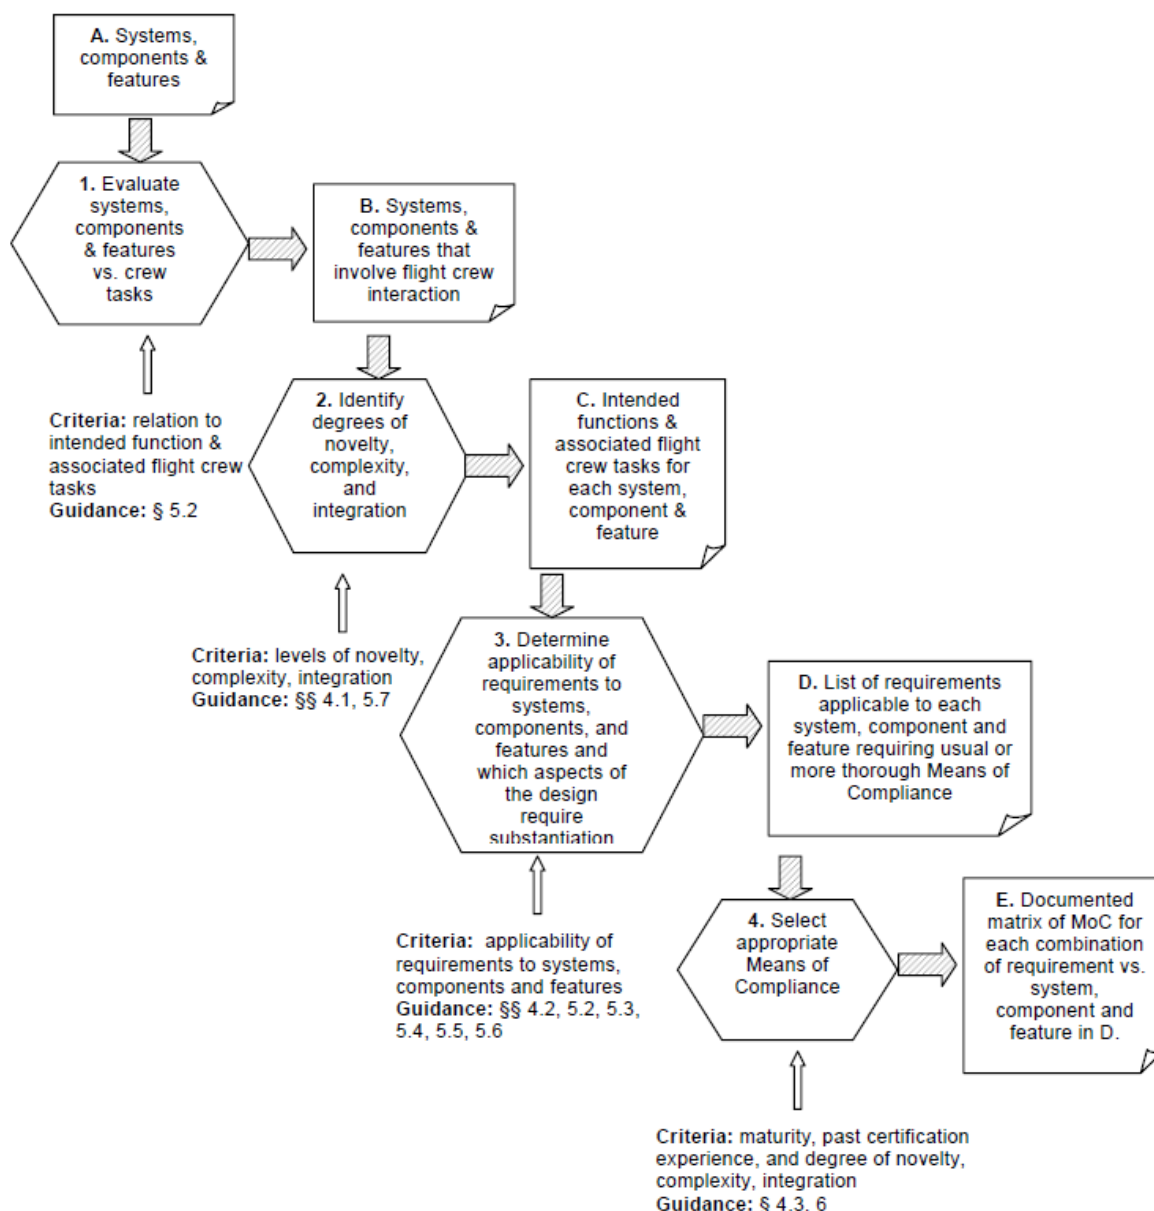 A. Systems,
components &
features
1. Evaluate
systems,
components
& features
vs. crew
tasks
B. Systems,
components &
features that
involve flight crew
interaction
Criteria: relation to
intended function &
associated flight crew
tasks
Guidance: § 5.2
2. Identify
degrees of
novelty,
complexity,
and
integration
C. Intended
functions &
associated flight
crew tasks for
each system,
component &
feature
Criteria: levels of novelty,
complexity, integration
Guidance: §§ 4.1, 5.7
3. Determine
applicability of
requirements to
systems,
components, and
features and
which aspects of
the design
require
substantiation
D. List of requirements
applicable to each
system, component and
feature requiring usual or
more thorough Means of
Compliance
Criteria: applicability of
requirements to systems,
components and features
Guidance: §§ 4.2, 5.2, 5.3,
5.4, 5.5, 5.6
4. Select
appropriate
Means of
Compliance
E. Documented
matrix of MoC for
each combination
of requirement vs.
system,
component and
feature in D.
Criteria: maturity, past certification
experience, and degree of novelty,
complexity, integration
Guidance: § 4.3, 6